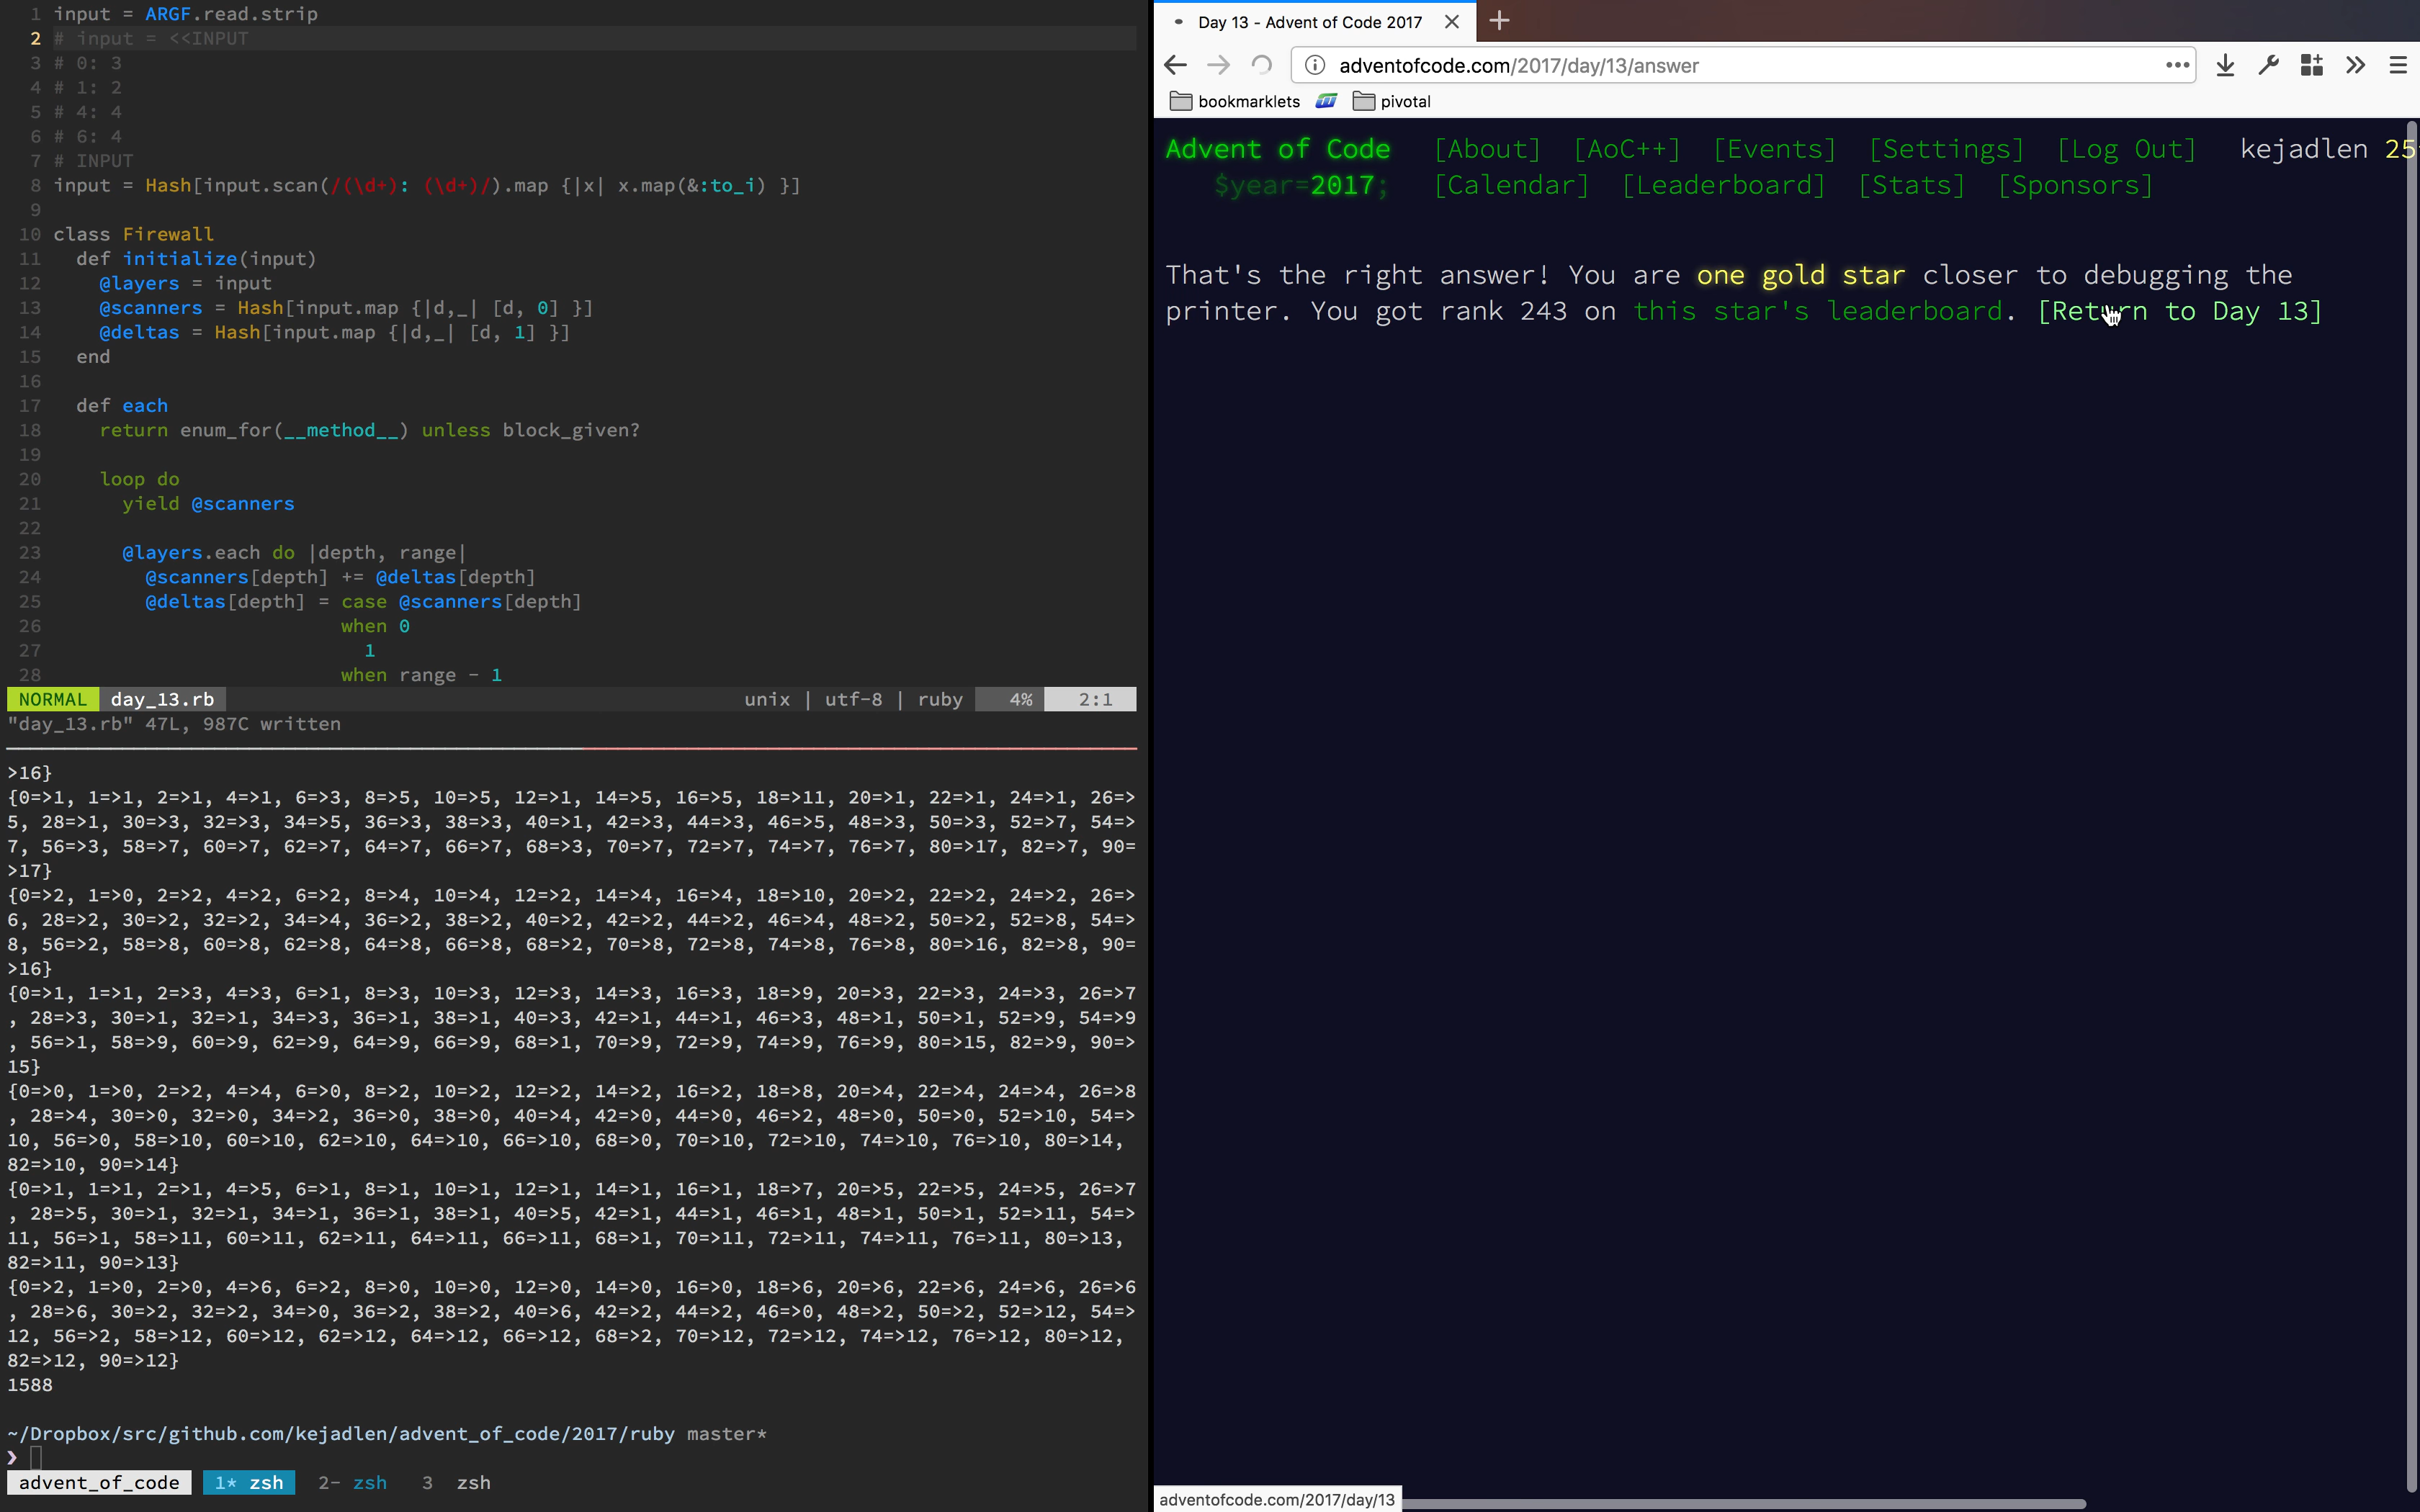 1 input = ARGF.read.strip
2 # input = <<INPUT
3 # 0: 3
4 # 1: 2
5 # 4: 4
6 # 6: 4
7 # INPUT
8 input = Hash[input.scan(/(\d+): (\d+)/).map {|x| x.map(&:to_i) }]
9
10 class Firewall
11   def initialize(input)
12     @layers = input
13     @scanners = Hash[input.map {|d,_| [d, 0] }]
14     @deltas = Hash[input.map {|d,_| [d, 1] }]
15   end
16
17   def each
18     return enum_for(__method__) unless block_given?
19
20     loop do
21       yield @scanners
22
23       @layers.each do |depth, range|
24         @scanners[depth] += @deltas[depth]
25         @deltas[depth] = case @scanners[depth]
26                          when 0
27                            1
28                          when range - 1
NORMAL day_13.rb unix | utf-8 | ruby 4% 2:1
"day_13.rb" 47L, 987C written
>16}
{0=>1, 1=>1, 2=>1, 4=>1, 6=>3, 8=>5, 10=>5, 12=>1, 14=>5, 16=>5, 18=>11, 20=>1, 22=>1, 24=>1, 26=>
5, 28=>1, 30=>3, 32=>3, 34=>5, 36=>3, 38=>3, 40=>1, 42=>3, 44=>3, 46=>5, 48=>3, 50=>3, 52=>7, 54=>
7, 56=>3, 58=>7, 60=>7, 62=>7, 64=>7, 66=>7, 68=>3, 70=>7, 72=>7, 74=>7, 76=>7, 80=>17, 82=>7, 90=
>17}
{0=>2, 1=>0, 2=>2, 4=>2, 6=>2, 8=>4, 10=>4, 12=>2, 14=>4, 16=>4, 18=>10, 20=>2, 22=>2, 24=>2, 26=>
6, 28=>2, 30=>2, 32=>2, 34=>4, 36=>2, 38=>2, 40=>2, 42=>2, 44=>2, 46=>4, 48=>2, 50=>2, 52=>8, 54=>
8, 56=>2, 58=>8, 60=>8, 62=>8, 64=>8, 66=>8, 68=>2, 70=>8, 72=>8, 74=>8, 76=>8, 80=>16, 82=>8, 90=
>16}
{0=>1, 1=>1, 2=>3, 4=>3, 6=>1, 8=>3, 10=>3, 12=>3, 14=>3, 16=>3, 18=>9, 20=>3, 22=>3, 24=>3, 26=>7
, 28=>3, 30=>1, 32=>1, 34=>3, 36=>1, 38=>1, 40=>3, 42=>1, 44=>1, 46=>3, 48=>1, 50=>1, 52=>9, 54=>9
, 56=>1, 58=>9, 60=>9, 62=>9, 64=>9, 66=>9, 68=>1, 70=>9, 72=>9, 74=>9, 76=>9, 80=>15, 82=>9, 90=>
15}
{0=>0, 1=>0, 2=>2, 4=>4, 6=>0, 8=>2, 10=>2, 12=>2, 14=>2, 16=>2, 18=>8, 20=>4, 22=>4, 24=>4, 26=>8
, 28=>4, 30=>0, 32=>0, 34=>2, 36=>0, 38=>0, 40=>4, 42=>0, 44=>0, 46=>2, 48=>0, 50=>0, 52=>10, 54=>
10, 56=>0, 58=>10, 60=>10, 62=>10, 64=>10, 66=>10, 68=>0, 70=>10, 72=>10, 74=>10, 76=>10, 80=>14,
82=>10, 90=>14}
{0=>1, 1=>1, 2=>1, 4=>5, 6=>1, 8=>1, 10=>1, 12=>1, 14=>1, 16=>1, 18=>7, 20=>5, 22=>5, 24=>5, 26=>7
, 28=>5, 30=>1, 32=>1, 34=>1, 36=>1, 38=>1, 40=>5, 42=>1, 44=>1, 46=>1, 48=>1, 50=>1, 52=>11, 54=>
11, 56=>1, 58=>11, 60=>11, 62=>11, 64=>11, 66=>11, 68=>1, 70=>11, 72=>11, 74=>11, 76=>11, 80=>13,
82=>11, 90=>13}
{0=>2, 1=>0, 2=>0, 4=>6, 6=>2, 8=>0, 10=>0, 12=>0, 14=>0, 16=>0, 18=>6, 20=>6, 22=>6, 24=>6, 26=>6
, 28=>6, 30=>2, 32=>2, 34=>0, 36=>2, 38=>2, 40=>6, 42=>2, 44=>2, 46=>0, 48=>2, 50=>2, 52=>12, 54=>
12, 56=>2, 58=>12, 60=>12, 62=>12, 64=>12, 66=>12, 68=>2, 70=>12, 72=>12, 74=>12, 76=>12, 80=>12,
82=>12, 90=>12}
1588
~/Dropbox/src/github.com/kejadlen/advent_of_code/2017/ruby master*
❯
advent_of_code 1* zsh 2- zsh 3 zsh
Day 13 - Advent of Code 2017
adventofcode.com/2017/day/13/answer
bookmarklets pivotal
Advent of Code [About] [AoC++] [Events] [Settings] [Log Out] kejadlen 25
$year=2017; [Calendar] [Leaderboard] [Stats] [Sponsors]
That's the right answer! You are one gold star closer to debugging the
printer. You got rank 243 on this star's leaderboard. [Return to Day 13]
adventofcode.com/2017/day/13